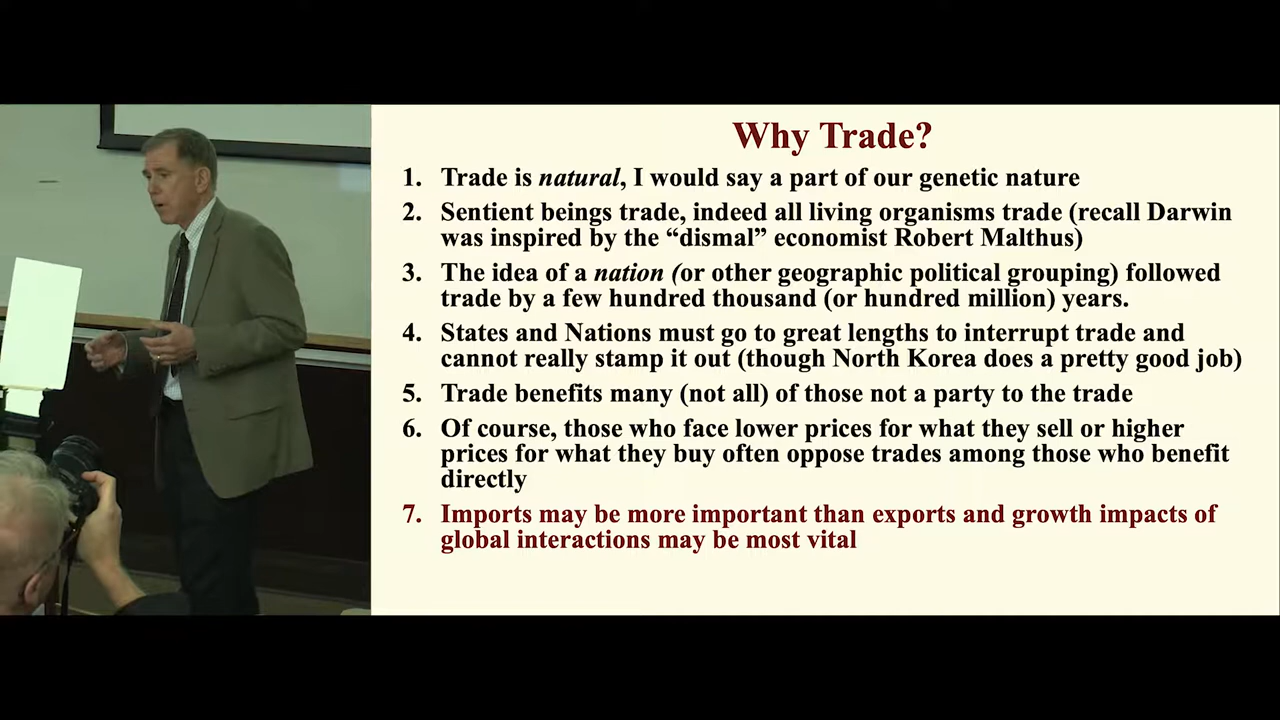 Why Trade?
1. Trade is natural, I would say a part of our genetic nature
2. Sentient beings trade, indeed all living organisms trade (recall Darwin
was inspired by the “dismal” economist Robert Malthus)
3. The idea of a nation (or other geographic political grouping) followed
trade by a few hundred thousand (or hundred million) years.
4. States and Nations must go to great lengths to interrupt trade and
cannot really stamp it out (though North Korea does a pretty good job)
5. Trade benefits many (not all) of those not a party to the trade
6. Of course, those who face lower prices for what they sell or higher
prices for what they buy often oppose trades among those who benefit
directly
7. Imports may be more important than exports and growth impacts of
global interactions may be most vital